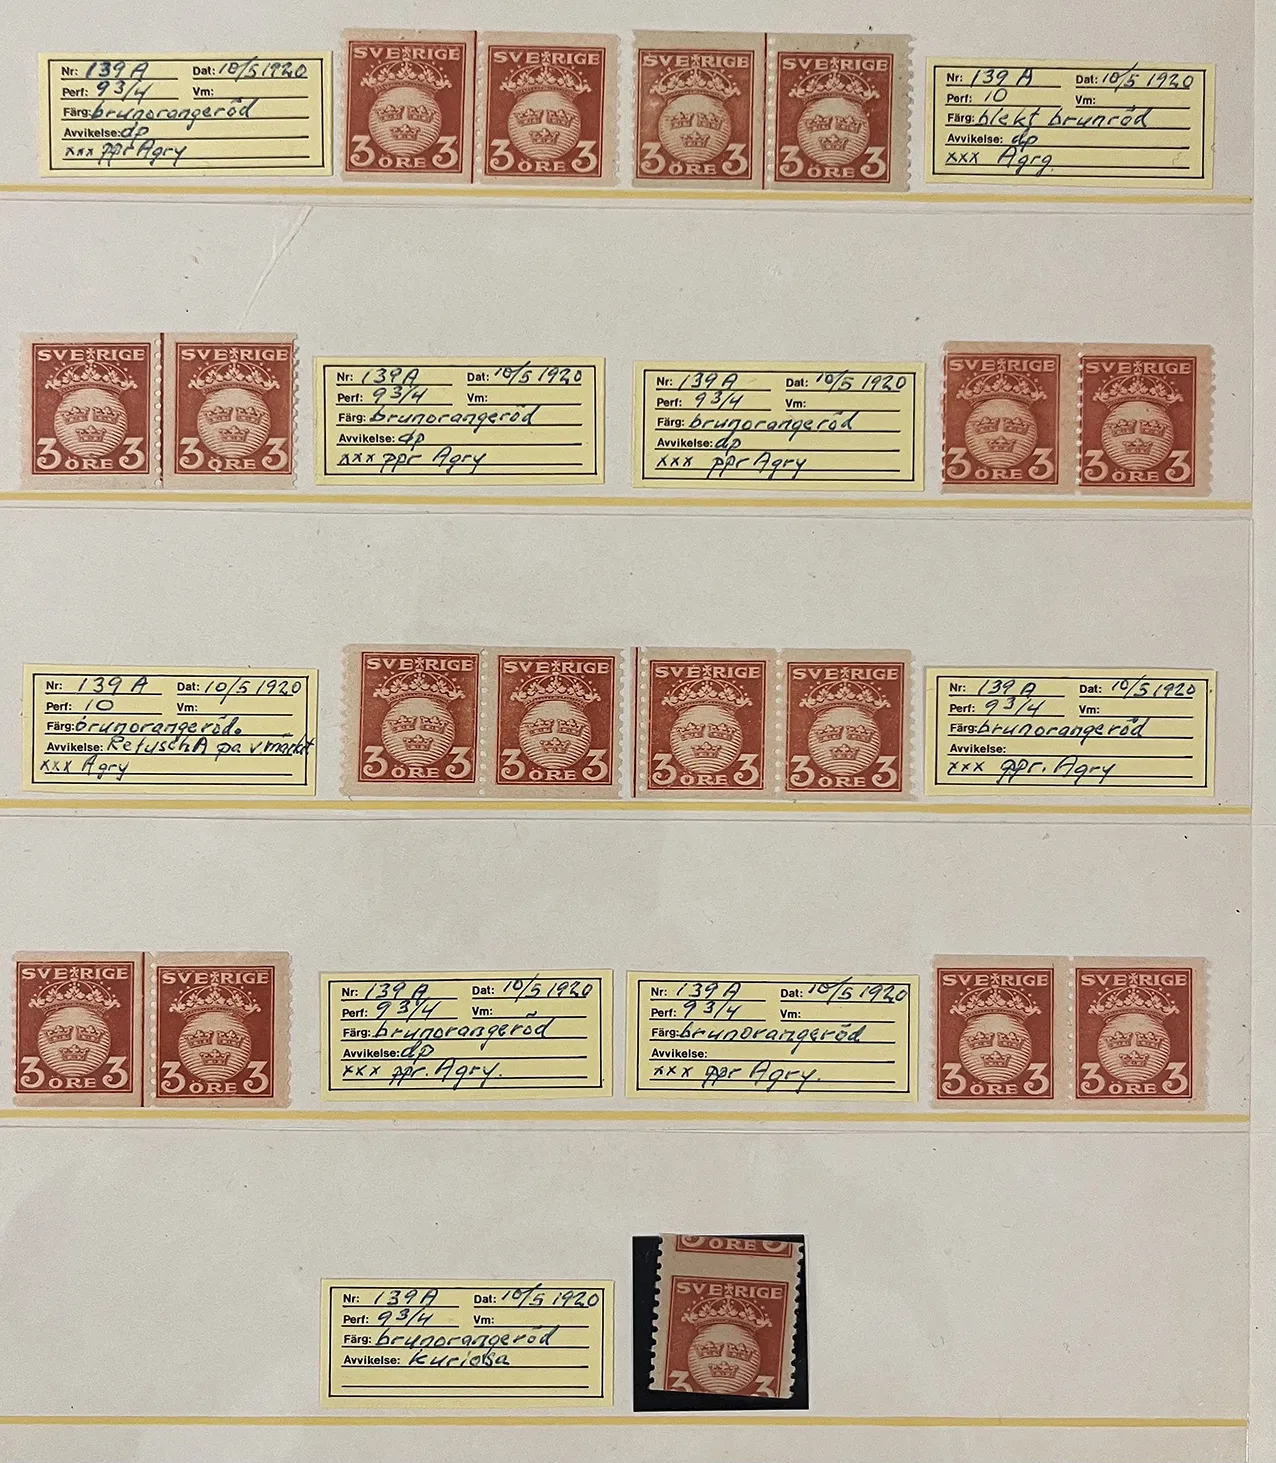 Nr: 139 A Dat: 10/5 1920
Perf: 9 3/4 Vm:
Färg: brunorangeröd
Avvikelse: dp
xxx ppr Agry
SVERIGE
3 ÖRE 3
SVERIGE
3 ÖRE 3
SVERIGE
3 ÖRE 3
SVERIGE
3 ÖRE 3
Nr: 139 A Dat: 10/5 1920
Perf: 10 Vm:
Färg: blekt brunröd
Avvikelse: dp
xxx Agrg.
SVERIGE
3 ÖRE 3
SVERIGE
3 ÖRE 3
Nr: 139 A Dat: 10/5 1920
Perf: 9 3/4 Vm:
Färg: brunorangeröd
Avvikelse: dp
xxx ppr Agry
Nr: 139 A Dat: 10/5 1920
Perf: 9 3/4 Vm:
Färg: brunorangeröd
Avvikelse: dp
xxx ppr Agry
SVERIGE
3 ÖRE 3
SVERIGE
3 ÖRE 3
Nr: 139 A Dat: 10/5 1920
Perf: 10 Vm:
Färg: brunorangeröd.
Avvikelse: Retusch A på v märket
xxx Agry
SVERIGE
3 ÖRE 3
SVERIGE
3 ÖRE 3
SVERIGE
3 ÖRE 3
SVERIGE
3 ÖRE 3
Nr: 139 A Dat: 10/5 1920
Perf: 9 3/4 Vm:
Färg: brunorangeröd
Avvikelse:
xxx ppr. Agry
SVERIGE
3 ÖRE 3
SVERIGE
3 ÖRE 3
Nr: 139 A Dat: 10/5 1920
Perf: 9 3/4 Vm:
Färg: brunorangeröd
Avvikelse: dp
xxx ppr. Agry.
Nr: 139 A Dat: 10/5 1920
Perf: 9 3/4 Vm:
Färg: brunorangeröd
Avvikelse:
xxx ppr Agry.
SVERIGE
3 ÖRE 3
SVERIGE
3 ÖRE 3
Nr: 139 A Dat: 10/5 1920
Perf: 9 3/4 Vm:
Färg: brunorangeröd
Avvikelse: Kuriosa
3 ÖRE 3
SVERIGE
3 3